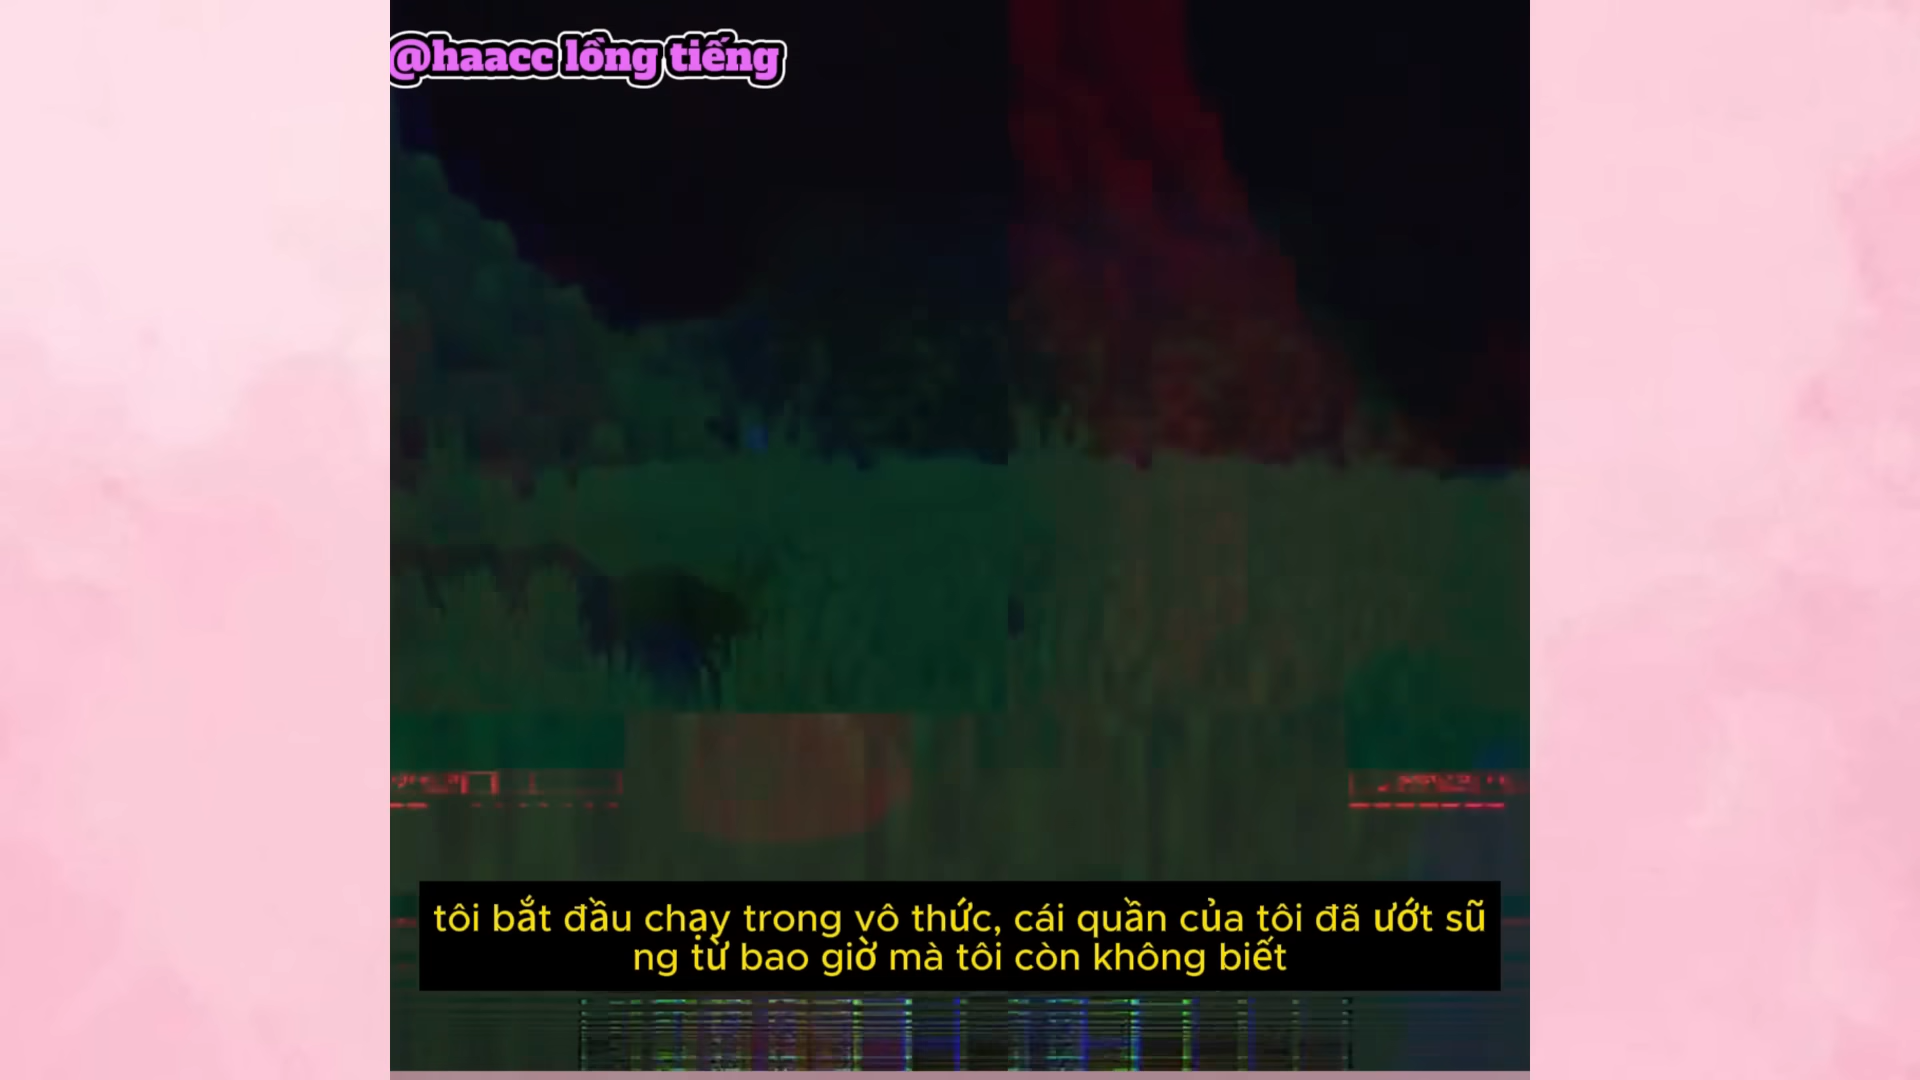 @haacc lồng tiếng
tôi bắt đầu chạy trong vô thức, cái quần của tôi đã ướt sũ
ng từ bao giờ mà tôi còn không biết